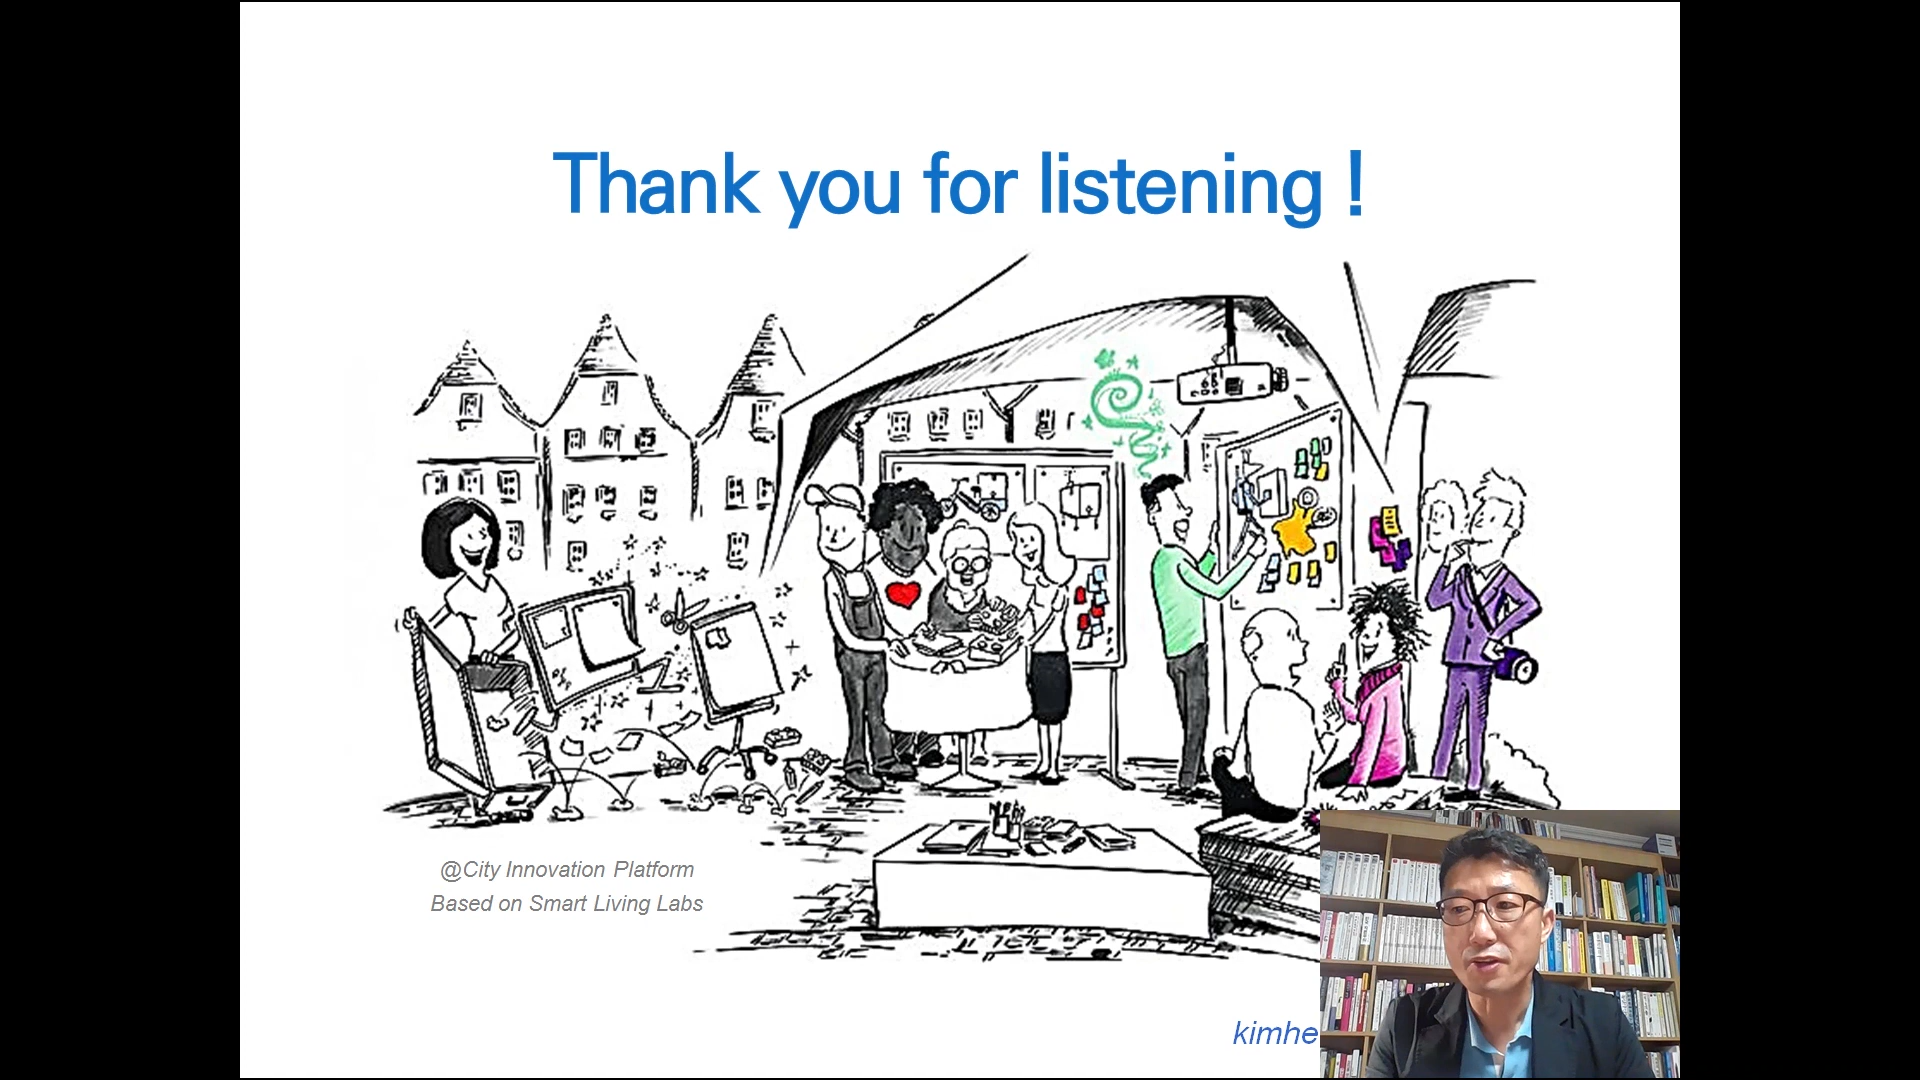 Thank you for listening !
@City Innovation Platform
Based on Smart Living Labs
kimhe